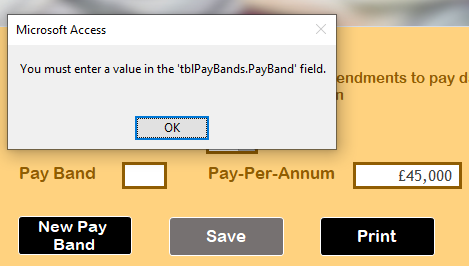 Microsoft Access
You must enter a value in the 'tblPayBands.PayBand' field.
OK
endments to pay d
n
Pay Band
Pay-Per-Annum
£45,000
New Pay
Band
Save
Print